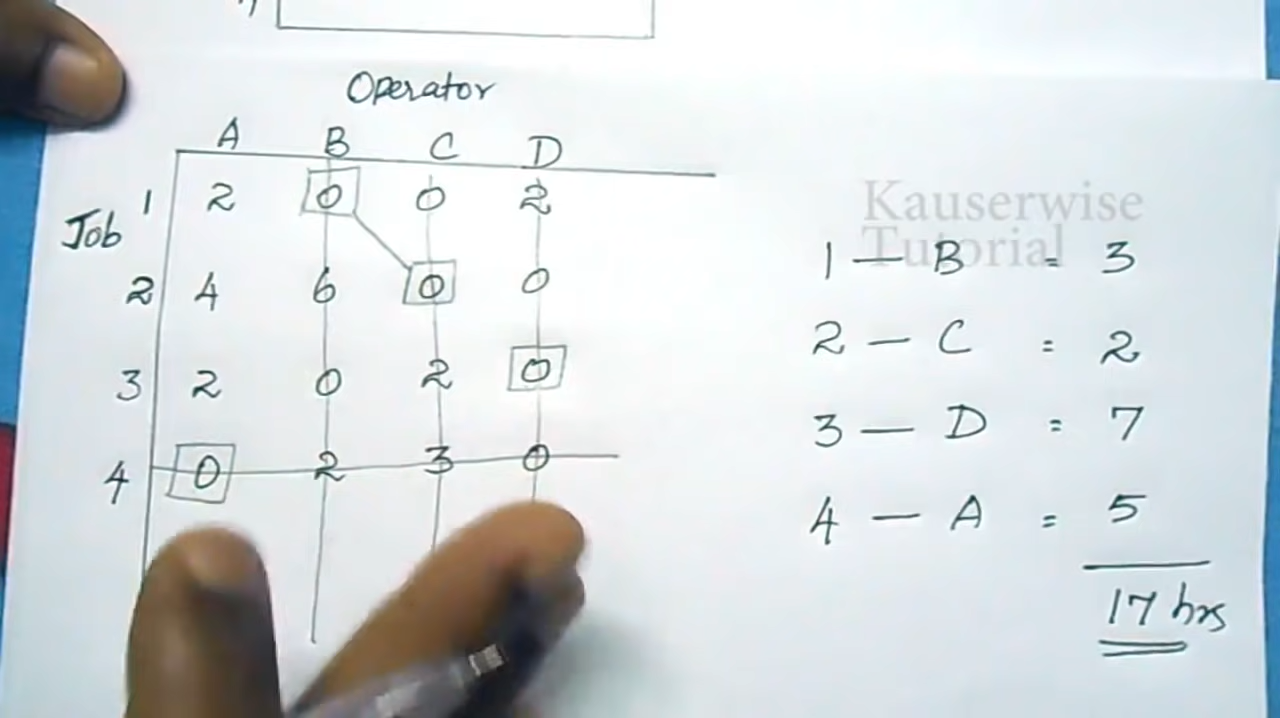 Operator
A B C D
Job
1 2 0 0 2
2 4 6 0 0
3 2 0 2 0
4 0 2 3 0
Kauserwise
Tutorial
1 — B = 3
2 — C = 2
3 — D = 7
4 — A = 5
17 hrs